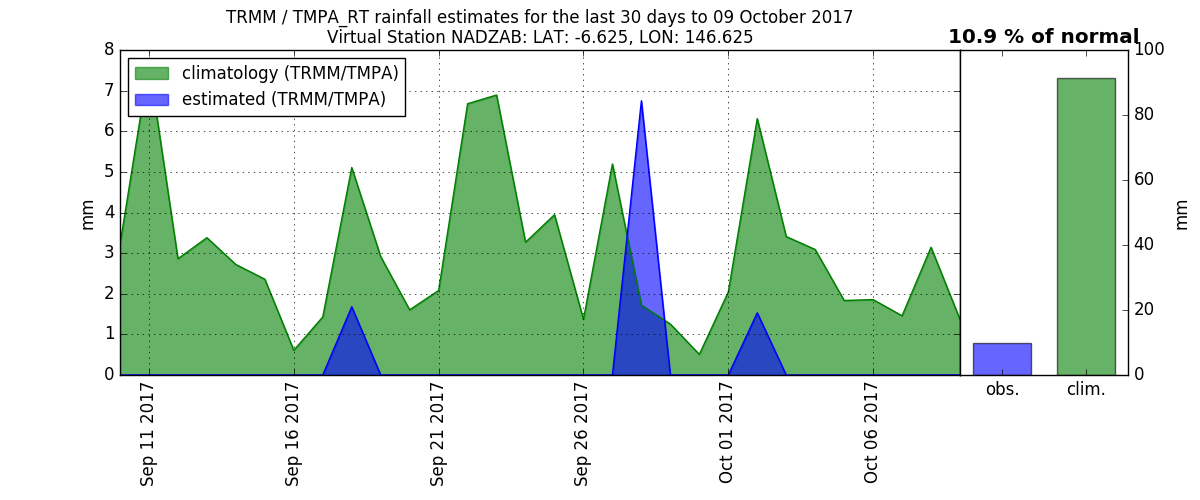 TRMM / TMPA_RT rainfall estimates for the last 30 days to 09 October 2017
Virtual Station NADZAB: LAT: -6.625, LON: 146.625
10.9 % of normal
climatology (TRMM/TMPA)
estimated (TRMM/TMPA)
8
7
6
5
4
3
2
1
0
mm
Sep 11 2017
Sep 16 2017
Sep 21 2017
Sep 26 2017
Oct 01 2017
Oct 06 2017
obs.
clim.
100
80
60
40
20
0
mm